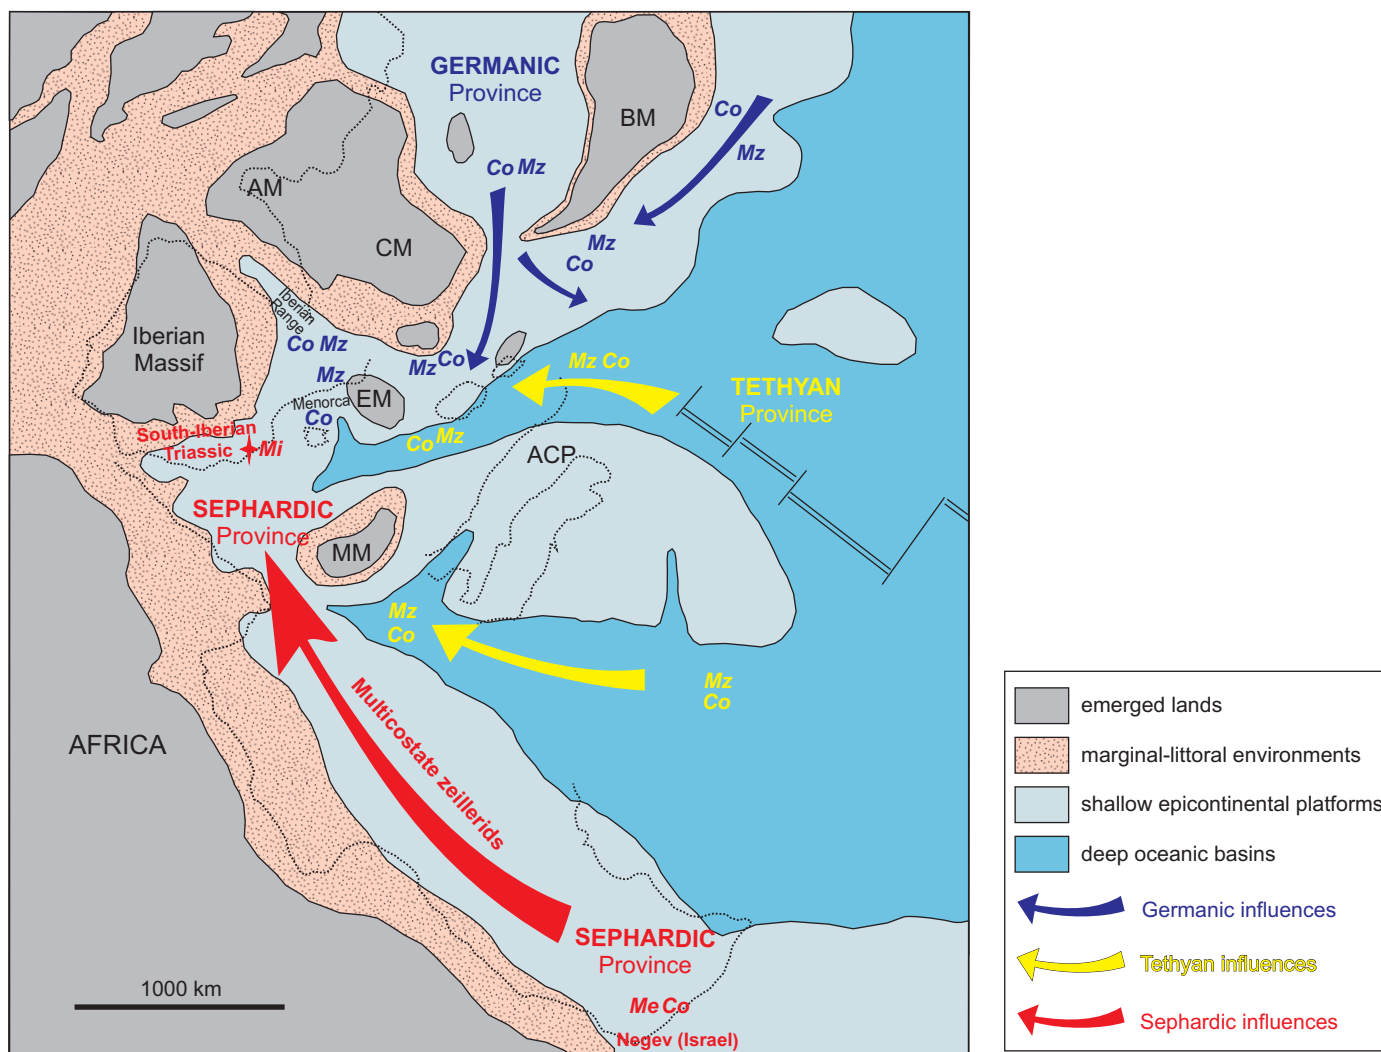 GERMANIC
Province
BM
Co
Mz
Co Mz
AM
CM
Mz
Co
Iberian
Range
Iberian
Massif
Co Mz
Mz Co
Mz Co
Mz
TETHYAN
Province
Menorca
EM
Co
South-Iberian
Triassic
Mi
Co Mz
ACP
SEPHARDIC
Province
MM
Mz
Co
Mz
Co
Multicostate zeillerids
AFRICA
SEPHARDIC
Province
1000 km
Me Co
Negev (Israel)
emerged lands
marginal-littoral environments
shallow epicontinental platforms
deep oceanic basins
Germanic influences
Tethyan influences
Sephardic influences